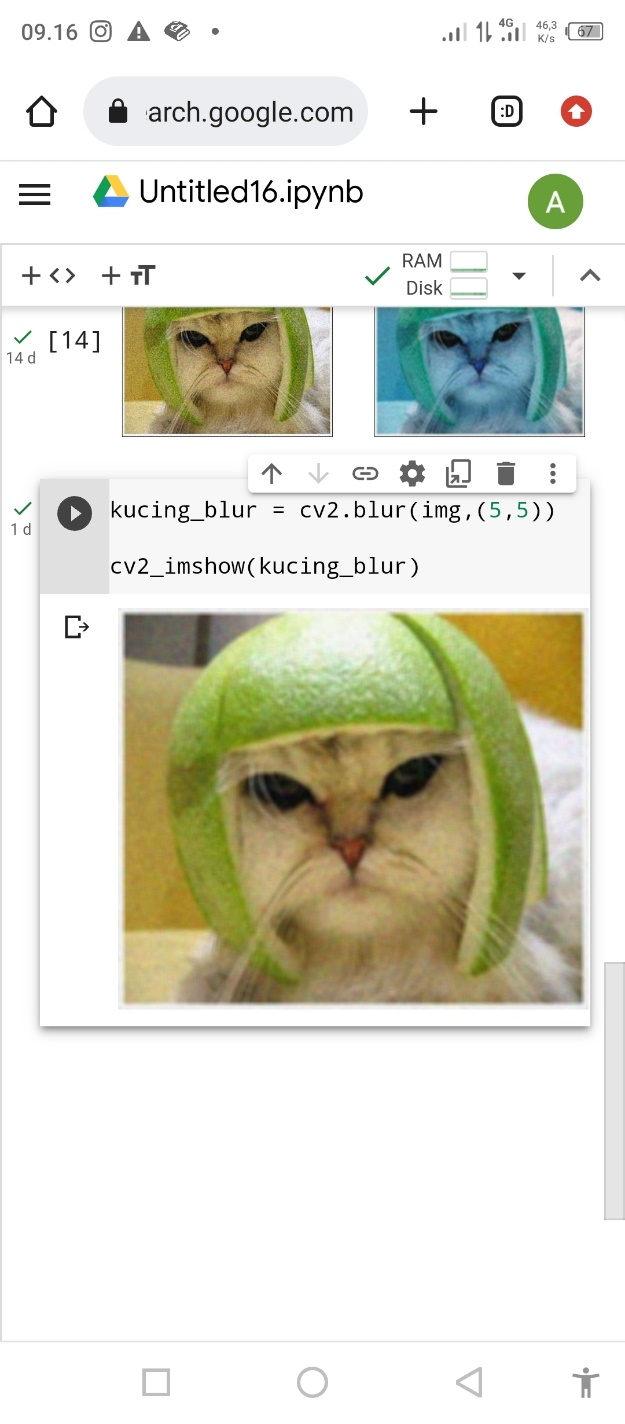 09.16 4G 46,3 K/s 67
:D
arch.google.com
Untitled16.ipynb
A
+ <> + TT RAM
Disk
[14]
14 d
kucing_blur = cv2.blur(img,(5,5))
1 d
cv2_imshow(kucing_blur)